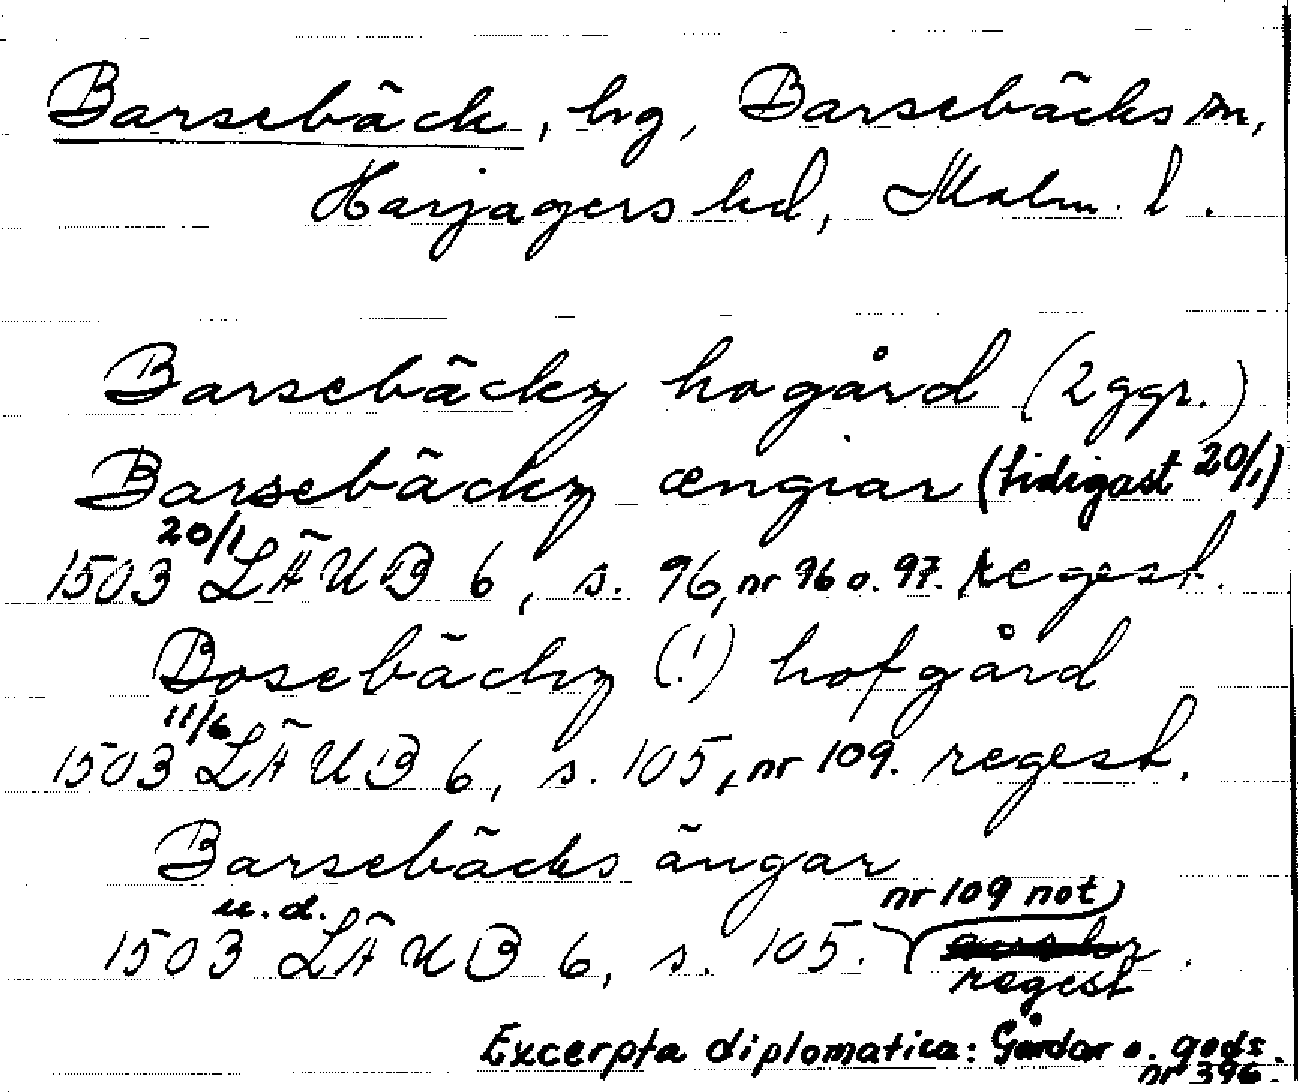 Barsebäck, hg, Barsebäcks sn,
Harjagers hd, Malm. l.
Barsebäckz hogård (2 ggr.)
Barsebäckz ængiar (tidigast 20/1)
20/1
1503 LÄUB 6, s. 96, nr 96 o. 97. regest.
Bosebäckz (!) hofgård
11/6
1503 LÄUB 6, s. 105, nr 109. regest.
Barsebäcks ängar
nr 109 not
u. d.
1503 LÄUB 6, s. 105.
regest
Excerpta diplomatica: Gårdar o. gods.
nr 396.